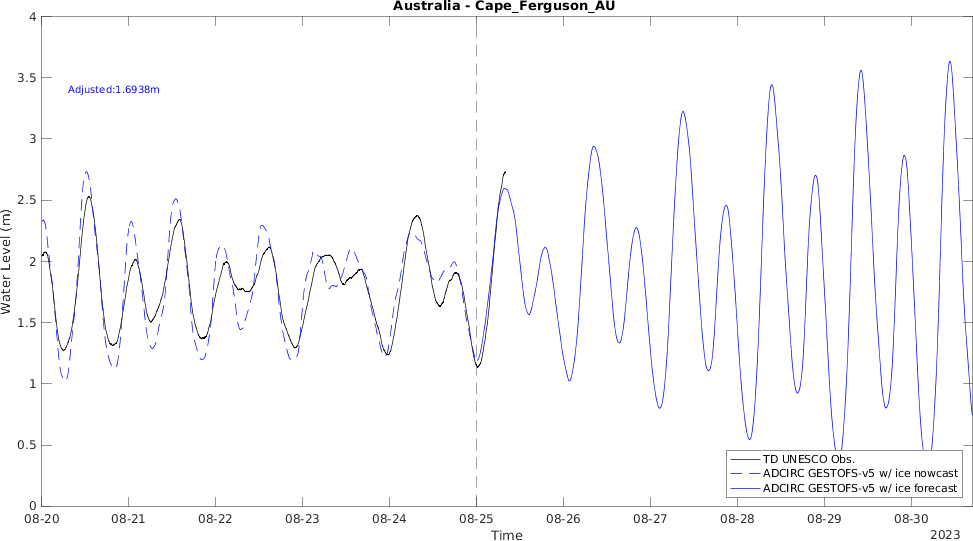 Australia - Cape_Ferguson_AU
Adjusted:1.6938m
Water Level (m)
4
3.5
3
2.5
2
1.5
1
0.5
0
TD UNESCO Obs.
ADCIRC GESTOFS-v5 w/ ice nowcast
ADCIRC GESTOFS-v5 w/ ice forecast
08-20 08-21 08-22 08-23 08-24 08-25 08-26 08-27 08-28 08-29 08-30
Time
2023